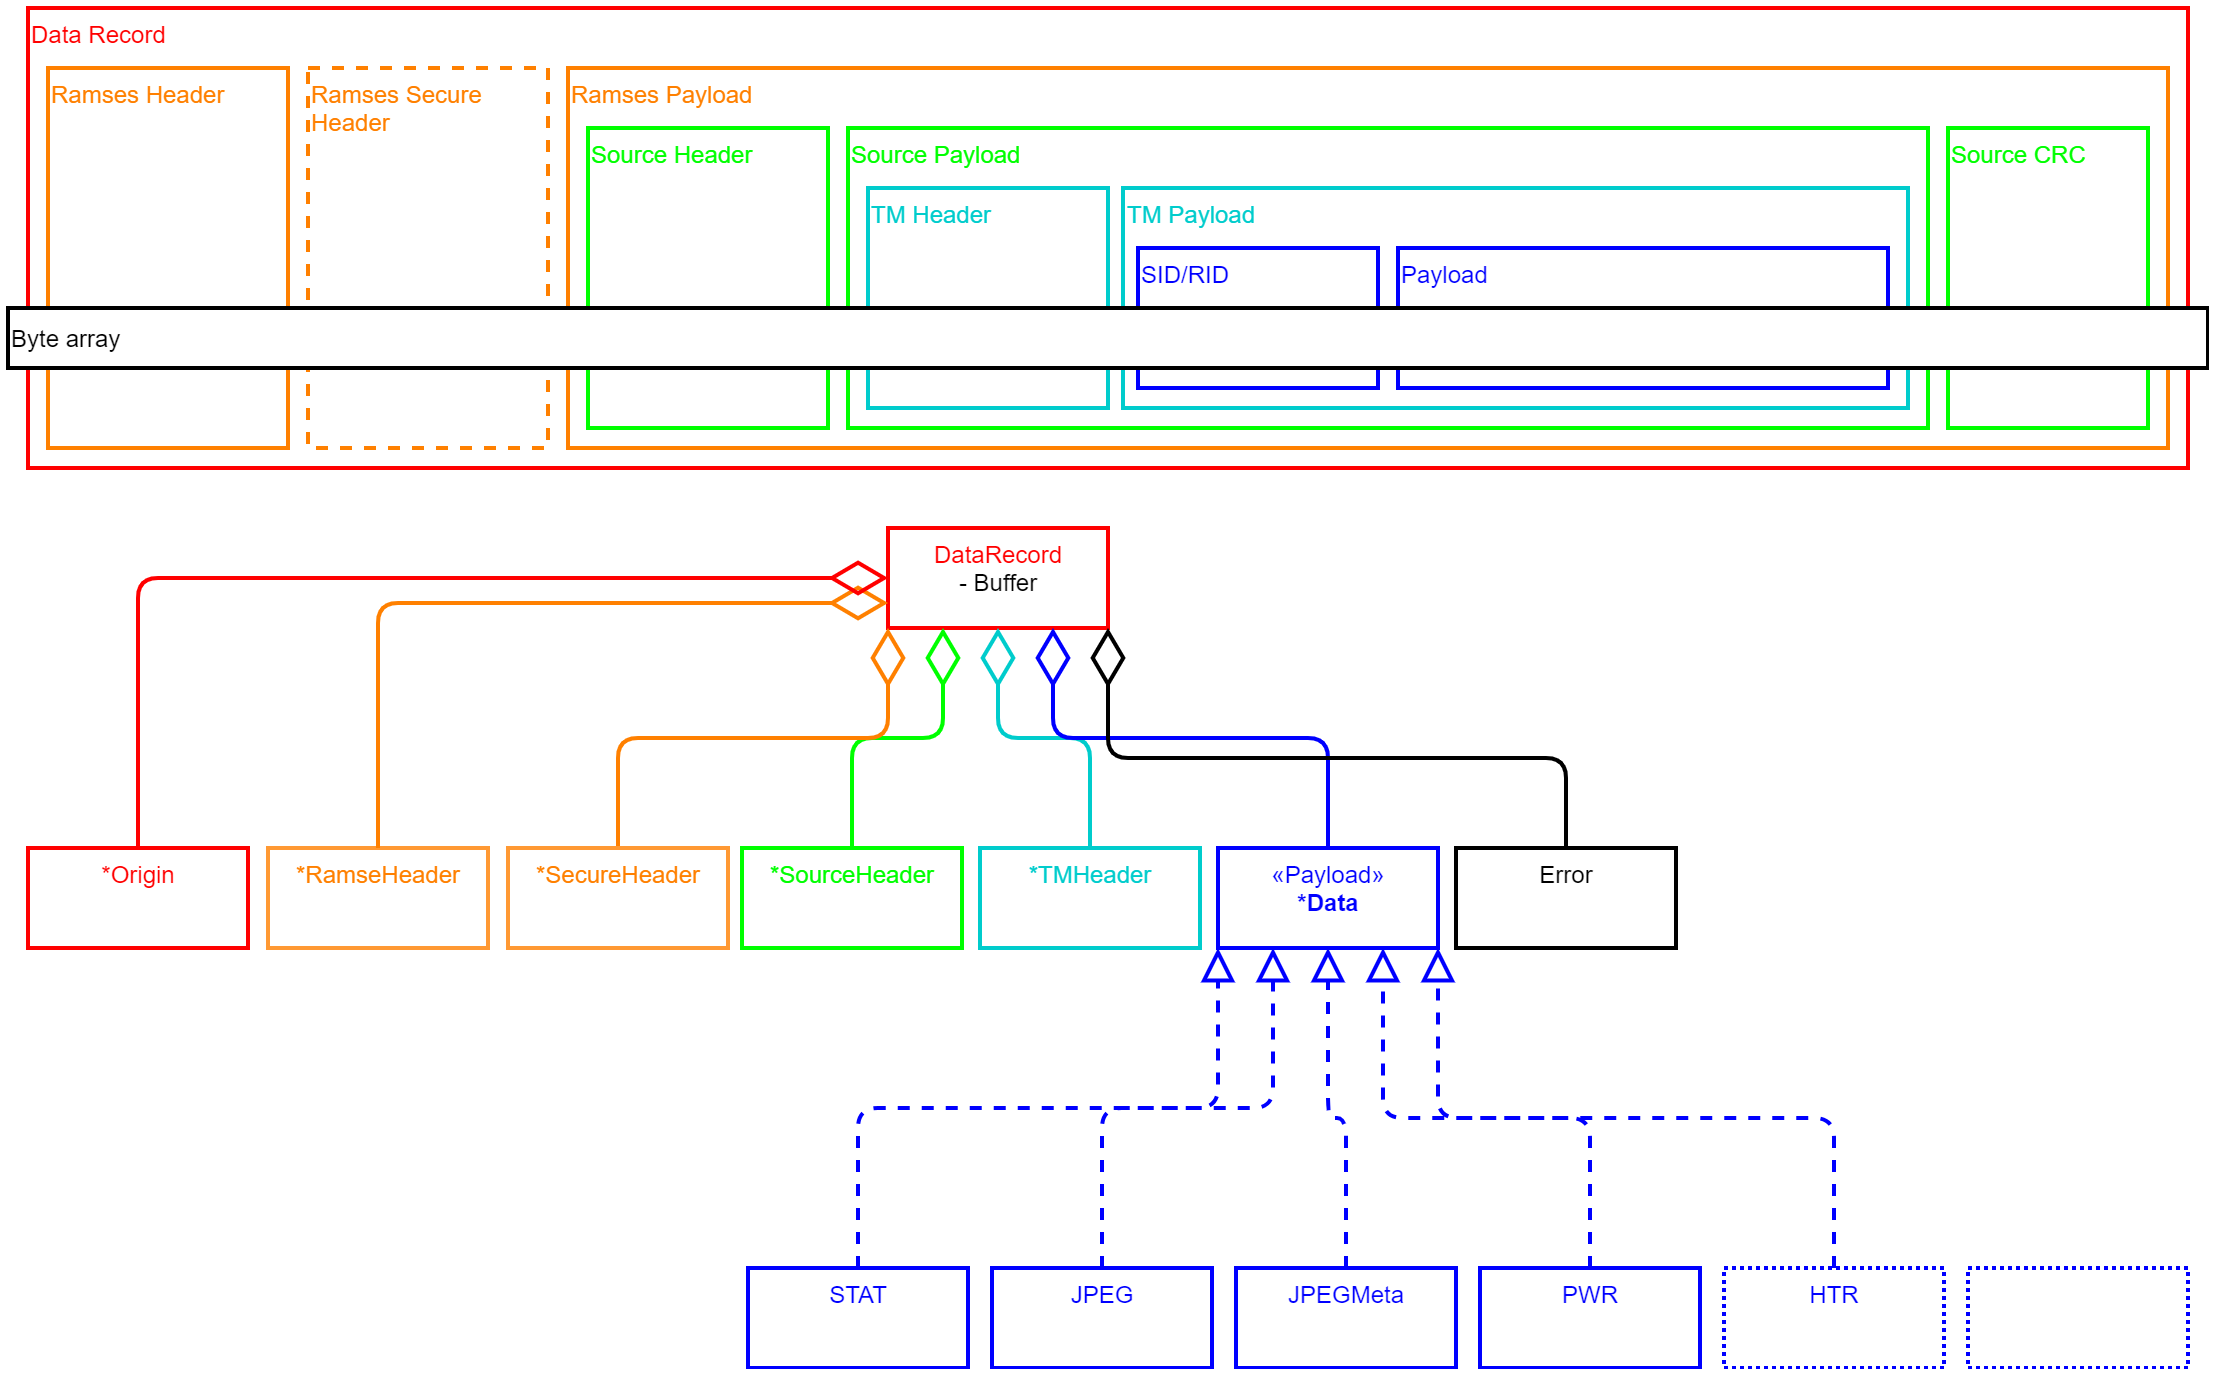 Data Record
Ramses Header
Ramses Secure
Header
Ramses Payload
Source Header
Source Payload
Source CRC
TM Header
TM Payload
SID/RID
Payload
Byte array
DataRecord
- Buffer
*Origin
*RamseHeader
*SecureHeader
*SourceHeader
*TMHeader
«Payload»
*Data
Error
STAT
JPEG
JPEGMeta
PWR
HTR